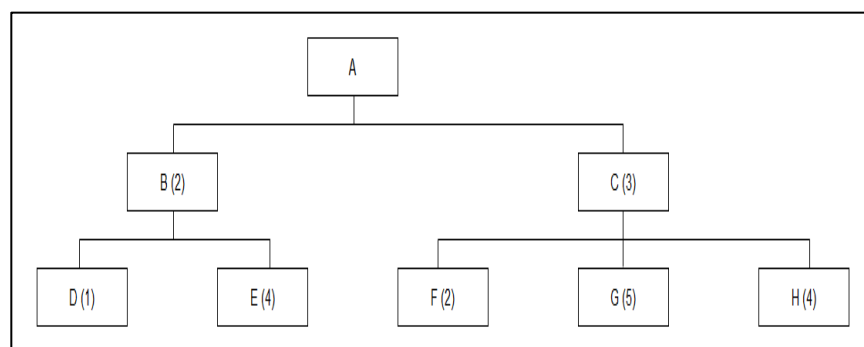 A
B (2)
C (3)
D (1)
E (4)
F (2)
G (5)
H (4)